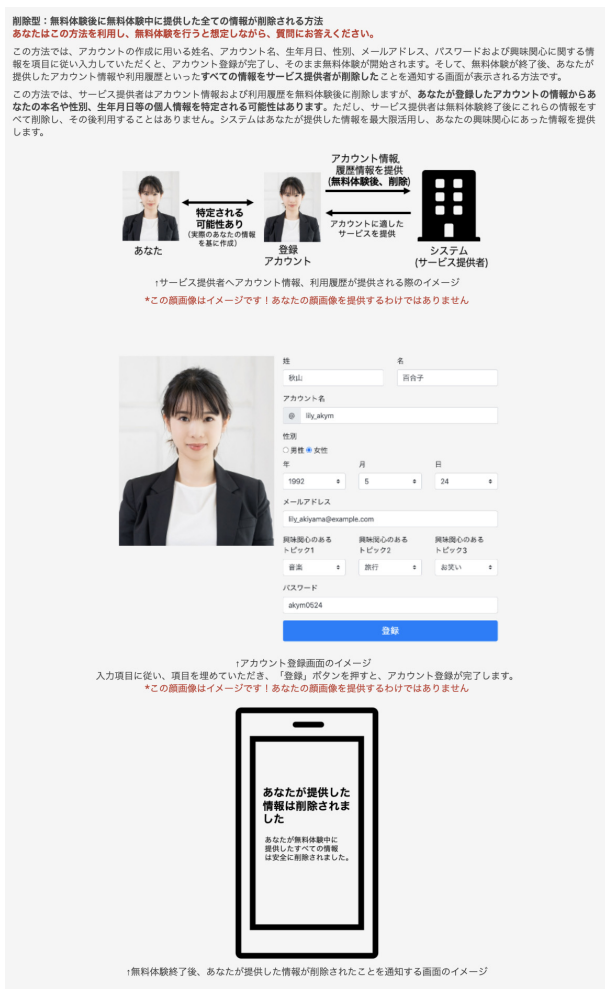 削除型：無料体験後に無料体験中に提供した全ての情報が削除される方法
あなたはこの方法を利用し、無料体験を行うと想定しながら、質問にお答えください。
この方法では、アカウントの作成に用いる姓名、アカウント名、生年月日、性別、メールアドレス、パスワードおよび興味関心に関する情
報を項目に従い入力していただくと、アカウント登録が完了し、そのまま無料体験が開始されます。そして、無料体験が終了後、あなたが
提供したアカウント情報や利用履歴といったすべての情報をサービス提供者が削除したことを通知する画面が表示される方法です。
この方法では、サービス提供者はアカウント情報および利用履歴を無料体験後に削除しますが、あなたが登録したアカウントの情報からあ
なたの本名や性別、生年月日等の個人情報を特定される可能性はあります。ただし、サービス提供者は無料体験終了後にこれらの情報をす
べて削除し、その後利用することはありません。システムはあなたが提供した情報を最大限活用し、あなたの興味関心にあった情報を提供
します。
アカウント情報,
履歴情報を提供
(無料体験後、削除)
特定される
可能性あり
(実際のあなたの情報
を基に作成)
アカウントに適した
サービスを提供
あなた
登録
アカウント
システム
(サービス提供者)
↑サービス提供者へアカウント情報、利用履歴が提供される際のイメージ
*この顔画像はイメージです！あなたの顔画像を提供するわけではありません
姓 名
秋山 百合子
アカウント名
@ lily_akym
性別
男性 女性
年 月 日
1992 5 24
メールアドレス
lily_akiyama@example.com
興味関心のある 興味関心のある 興味関心のある
トピック1 トピック2 トピック3
音楽 旅行 お笑い
パスワード
akym0524
登録
↑アカウント登録画面のイメージ
入力項目に従い、項目を埋めていただき、「登録」ボタンを押すと、アカウント登録が完了します。
*この顔画像はイメージです！あなたの顔画像を提供するわけではありません
あなたが提供した
情報は削除されま
した
あなたが無料体験中に
提供したすべての情報
は安全に削除されました。
↑無料体験終了後、あなたが提供した情報が削除されたことを通知する画面のイメージ